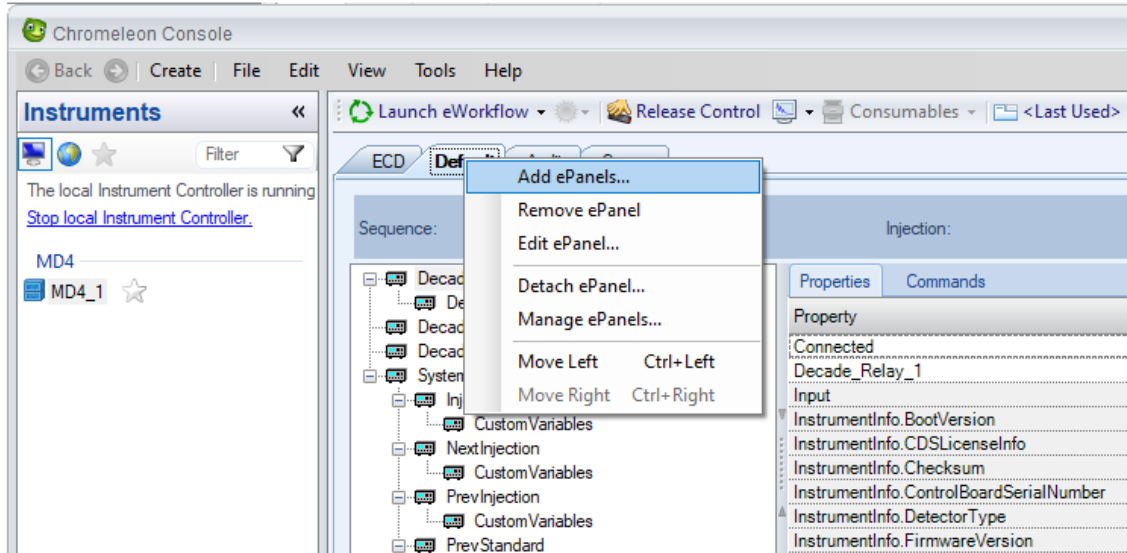 Chromeleon Console
Back Create File Edit View Tools Help
Instruments «
Launch eWorkflow Release Control Consumables <Last Used>
Filter
ECD
The local Instrument Controller is running
Stop local Instrument Controller.
MD4
MD4_1
Add ePanels...
Remove ePanel
Edit ePanel...
Detach ePanel...
Manage ePanels...
Move Left Ctrl+Left
Move Right Ctrl+Right
Sequence:
Injection:
CustomVariables
NextInjection
CustomVariables
PrevInjection
CustomVariables
PrevStandard
Properties Commands
Property
Connected
Decade_Relay_1
Input
InstrumentInfo.BootVersion
InstrumentInfo.CDSLicenseInfo
InstrumentInfo.Checksum
InstrumentInfo.ControlBoardSerialNumber
InstrumentInfo.DetectorType
InstrumentInfo.FirmwareVersion